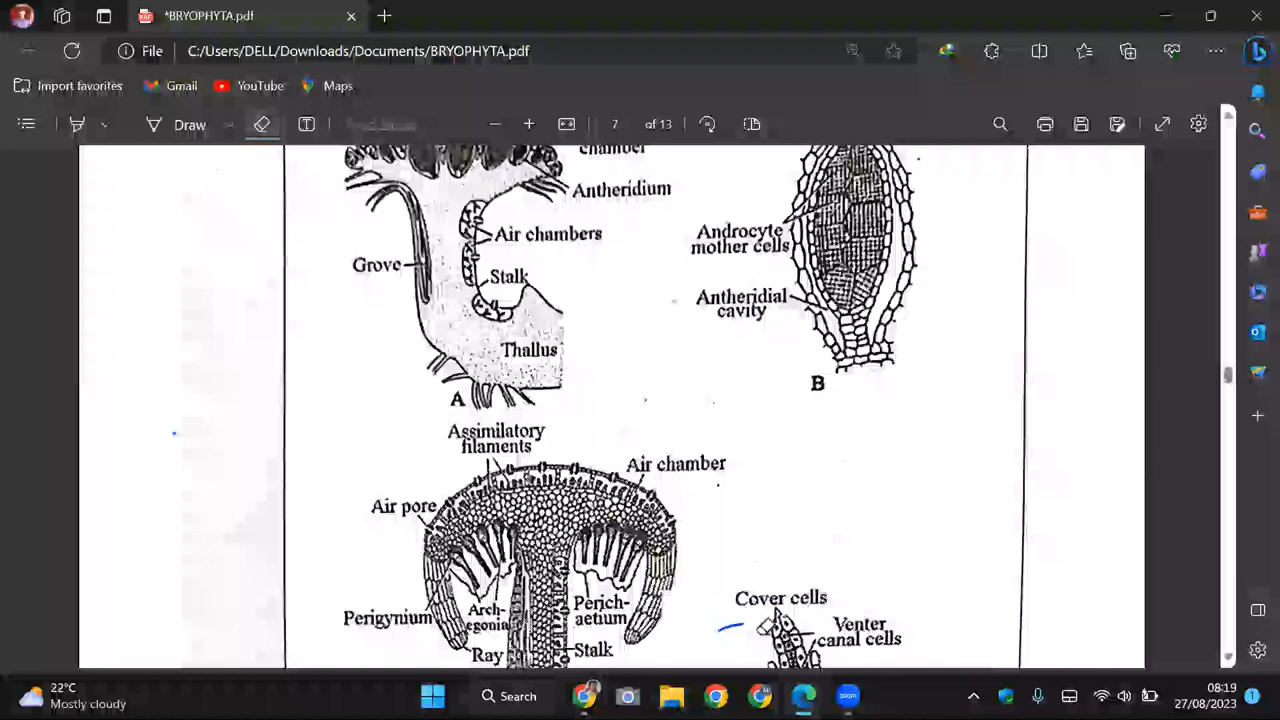 *BRYOPHYTA.pdf
File
C:/Users/DELL/Downloads/Documents/BRYOPHYTA.pdf
Import favorites
Gmail
YouTube
Maps
Draw
7
of 13
chamber
Antheridium
Air chambers
Grove
Stalk
Thallus
A
Androcyte
mother cells
Antheridial
cavity
B
Assimilatory
filaments
Air chamber
Air pore
Perigynium
Arch-
egonia
Perich-
aetium
Ray
Stalk
Cover cells
Venter
canal cells
22°C
Mostly cloudy
Search
zoom
08:19
27/08/2023
1